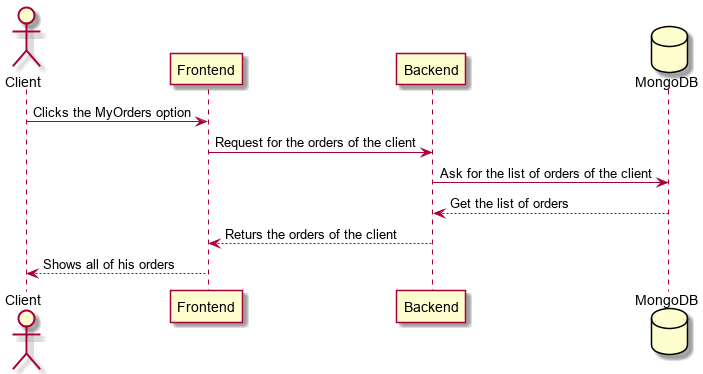 Client
Frontend
Backend
MongoDB
Clicks the MyOrders option
Request for the orders of the client
Ask for the list of orders of the client
Get the list of orders
Returs the orders of the client
Shows all of his orders
Client
Frontend
Backend
MongoDB